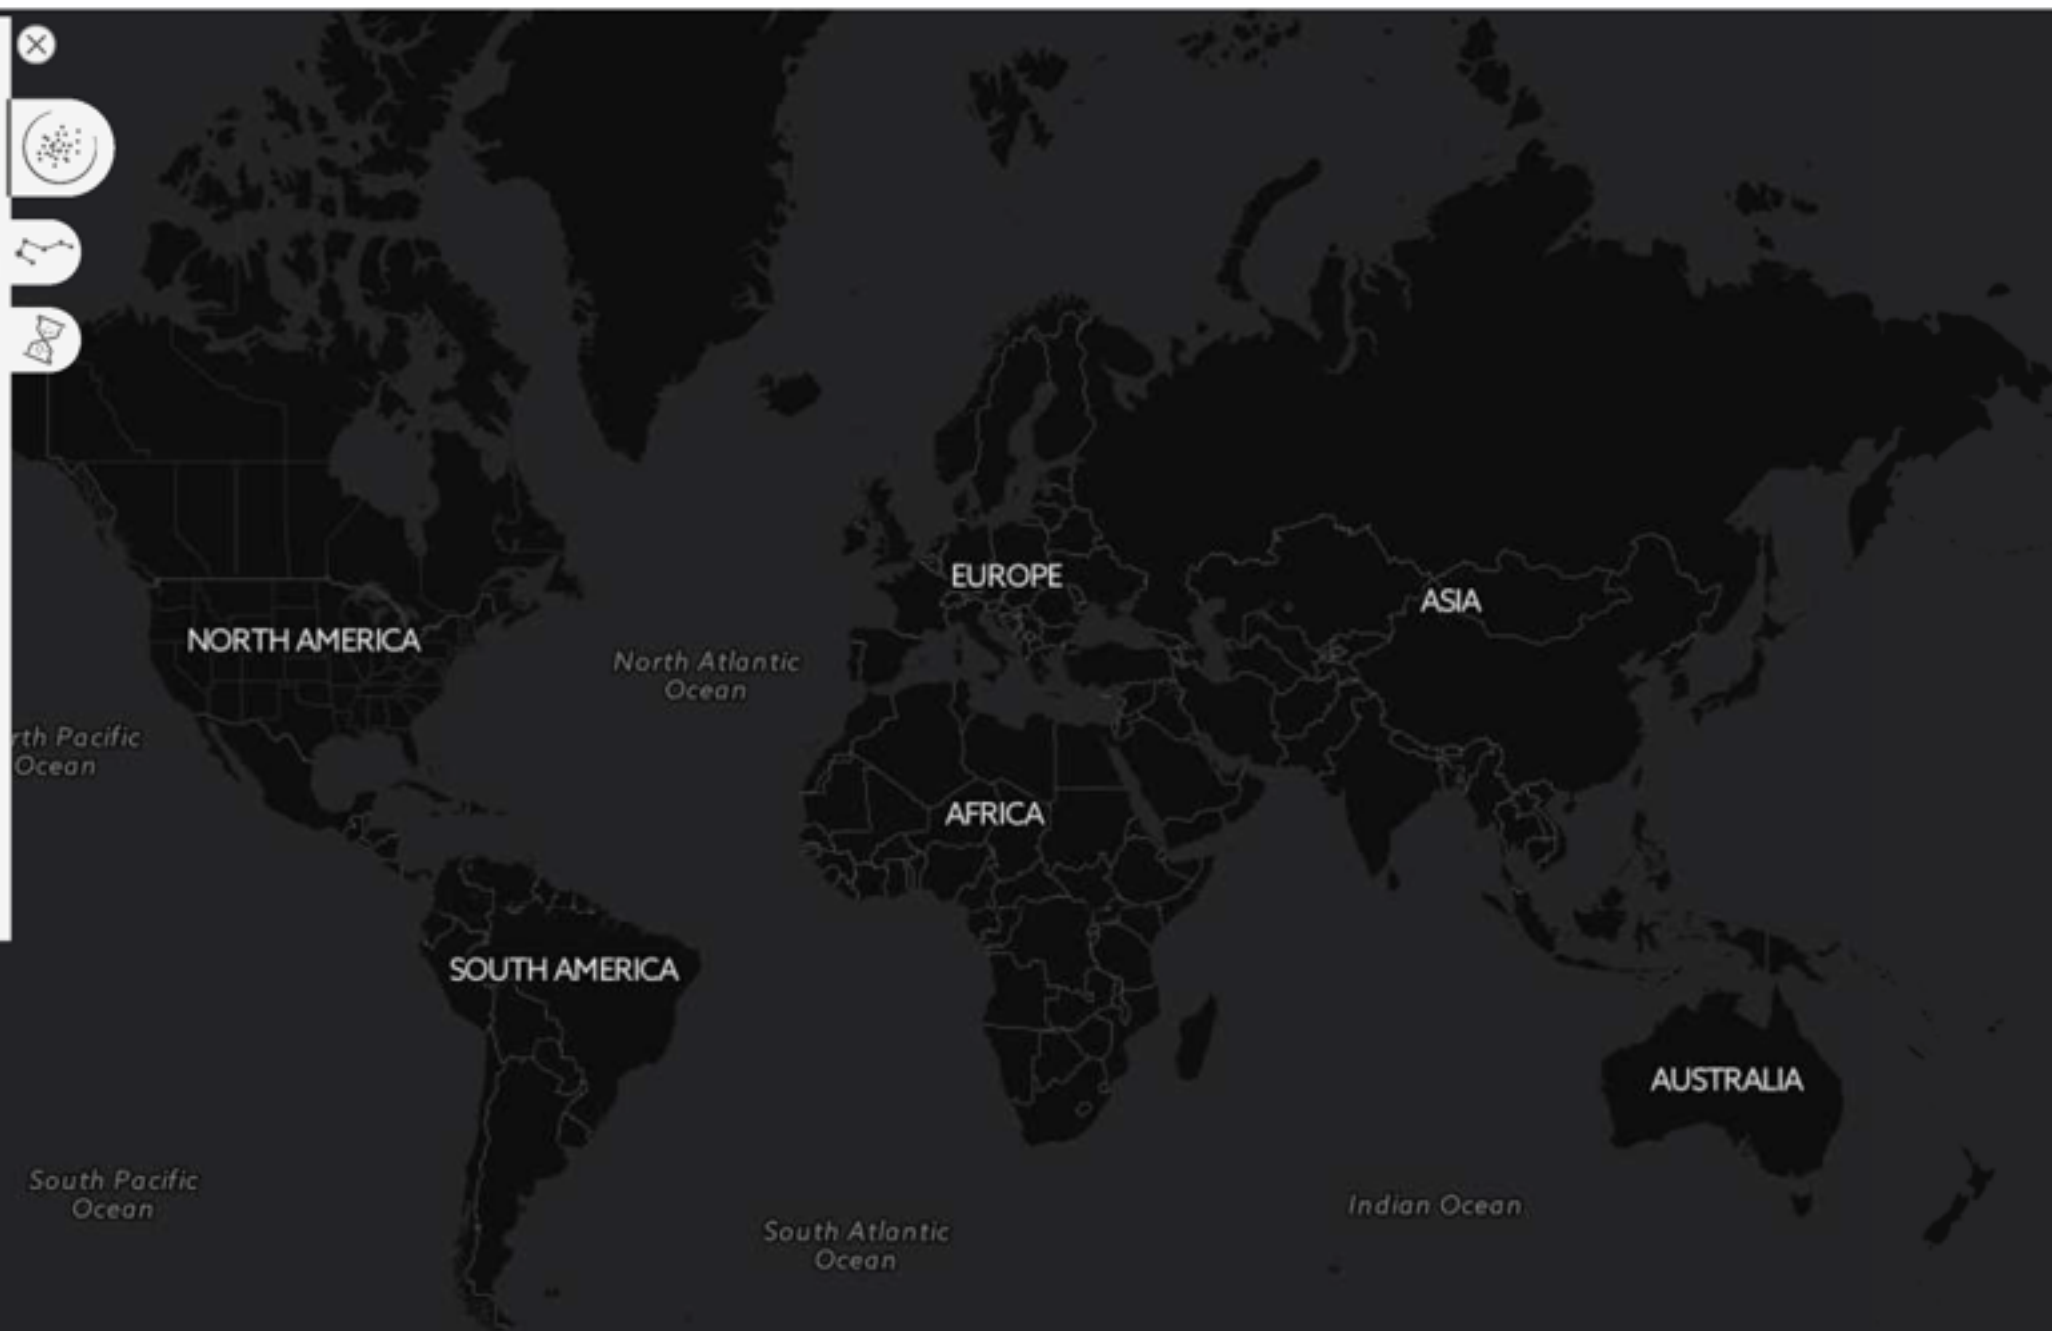 EUROPE
ASIA
NORTH AMERICA
North Atlantic
Ocean
rth Pacific
Ocean
AFRICA
SOUTH AMERICA
AUSTRALIA
South Pacific
Ocean
Indian Ocean
South Atlantic
Ocean